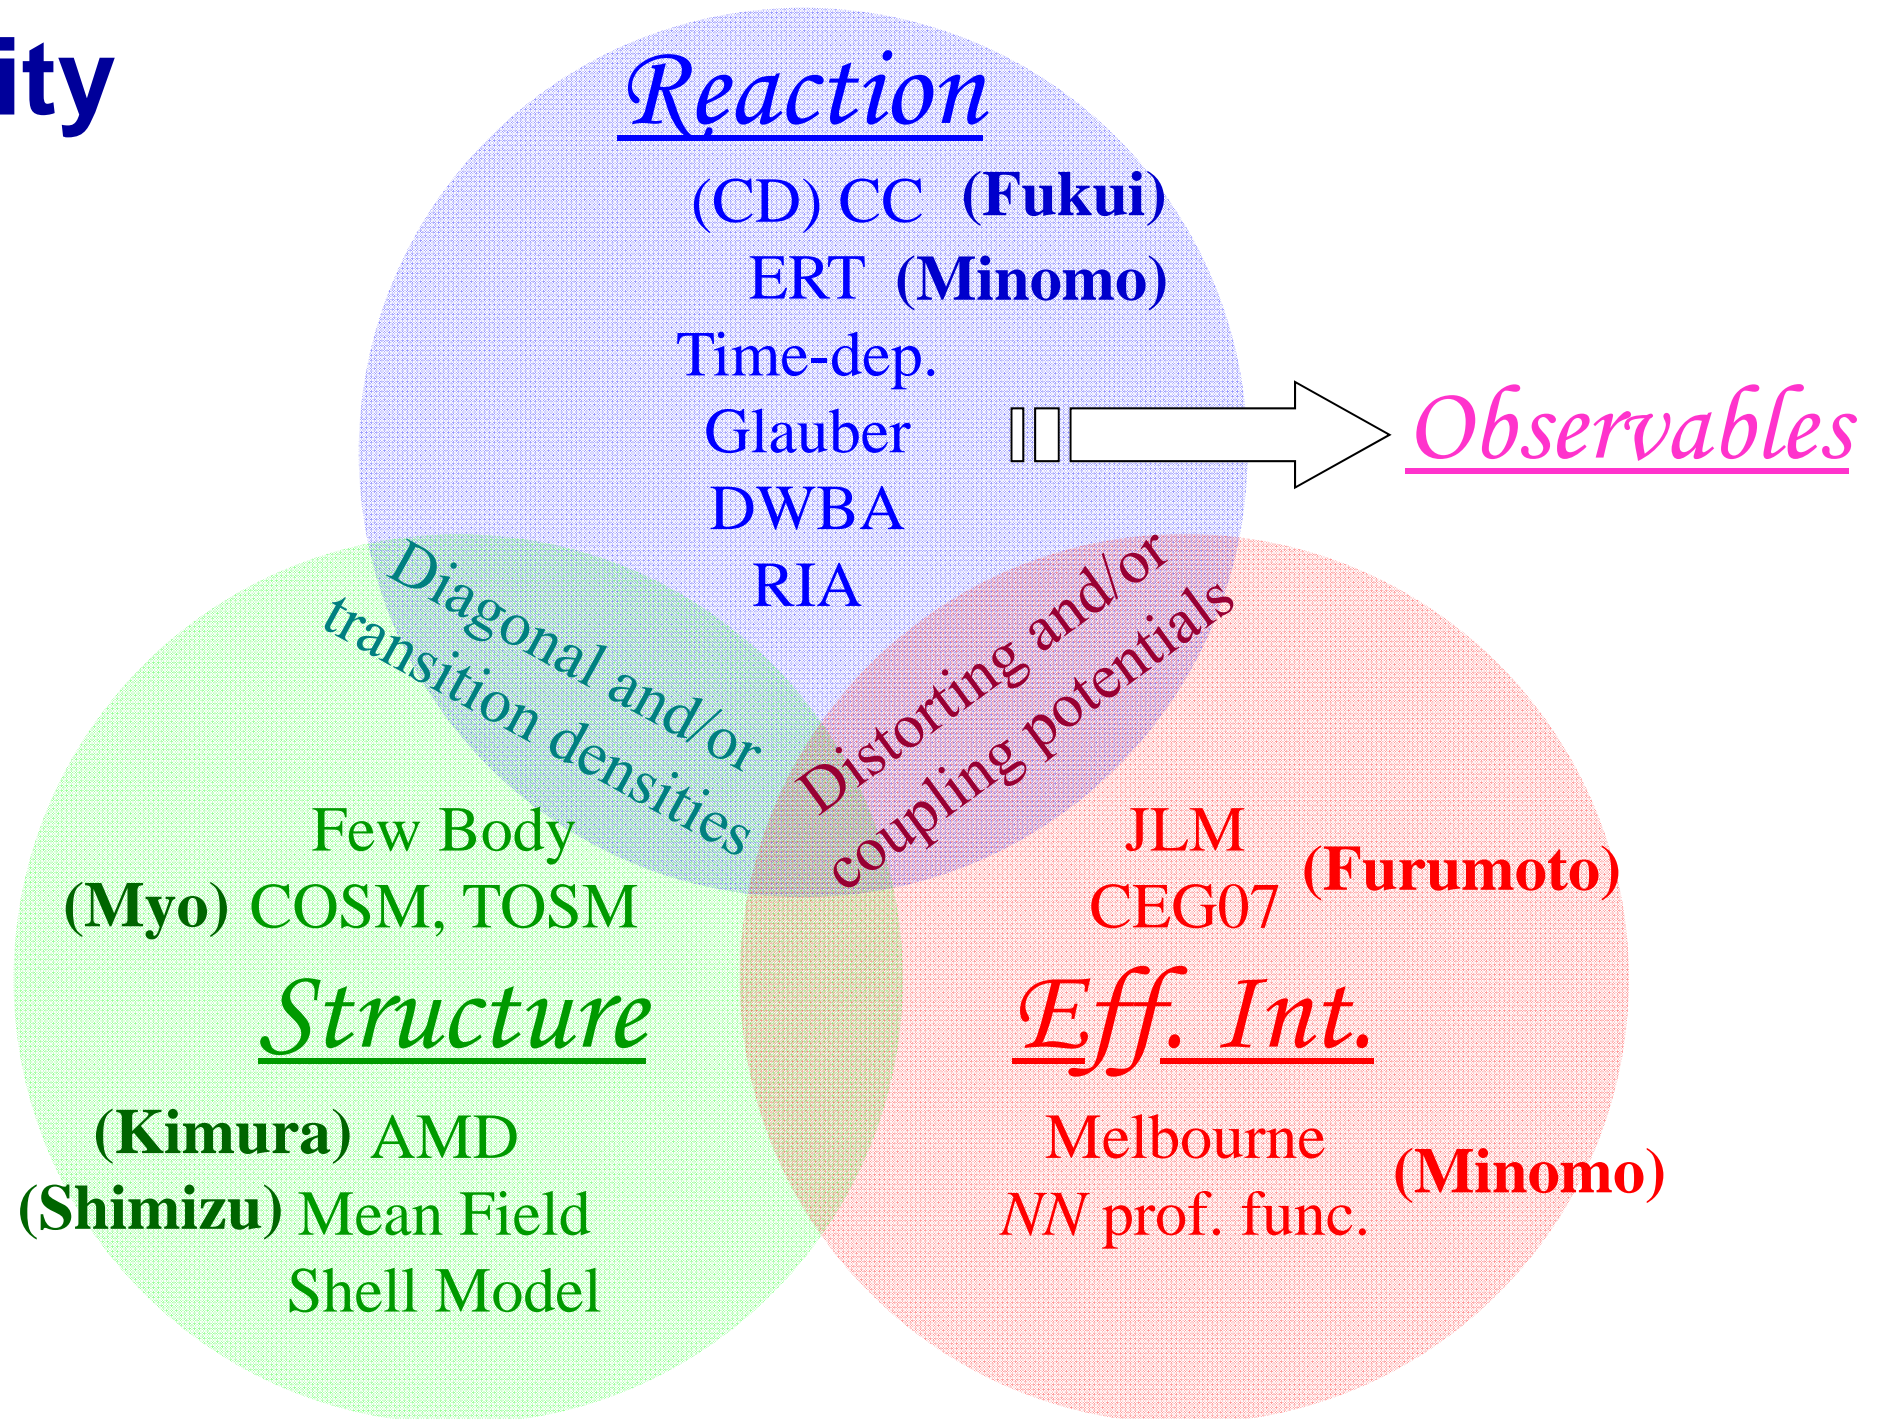 ity
Reaction
(CD) CC (Fukui)
ERT (Minomo)
Time-dep.
Glauber
DWBA
RIA
Observables
Diagonal and/or
transition densities
Distorting and/or
coupling potentials
Few Body
(Myo) COSM, TOSM
Structure
(Kimura) AMD
(Shimizu) Mean Field
Shell Model
JLM
(Furumoto)
CEG07
Eff. Int.
Melbourne
(Minomo)
NN prof. func.